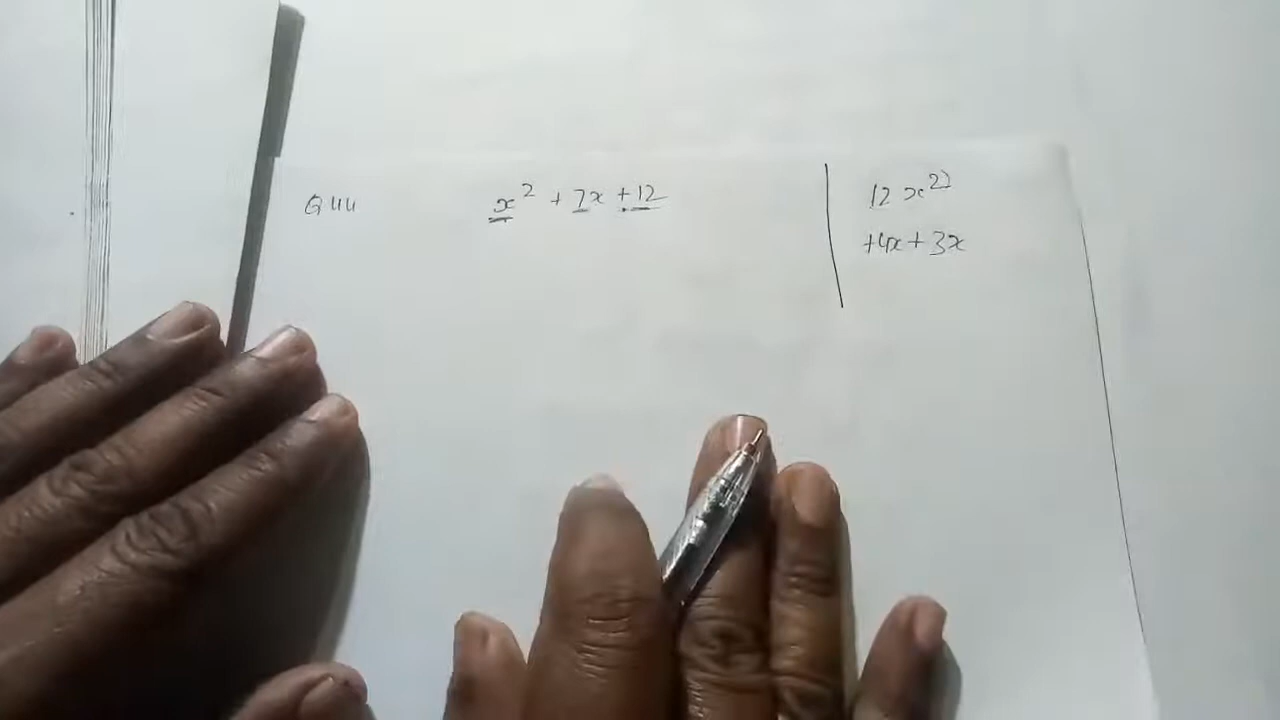 Q44
x² + 7x + 12
12x²
+4x + 3x